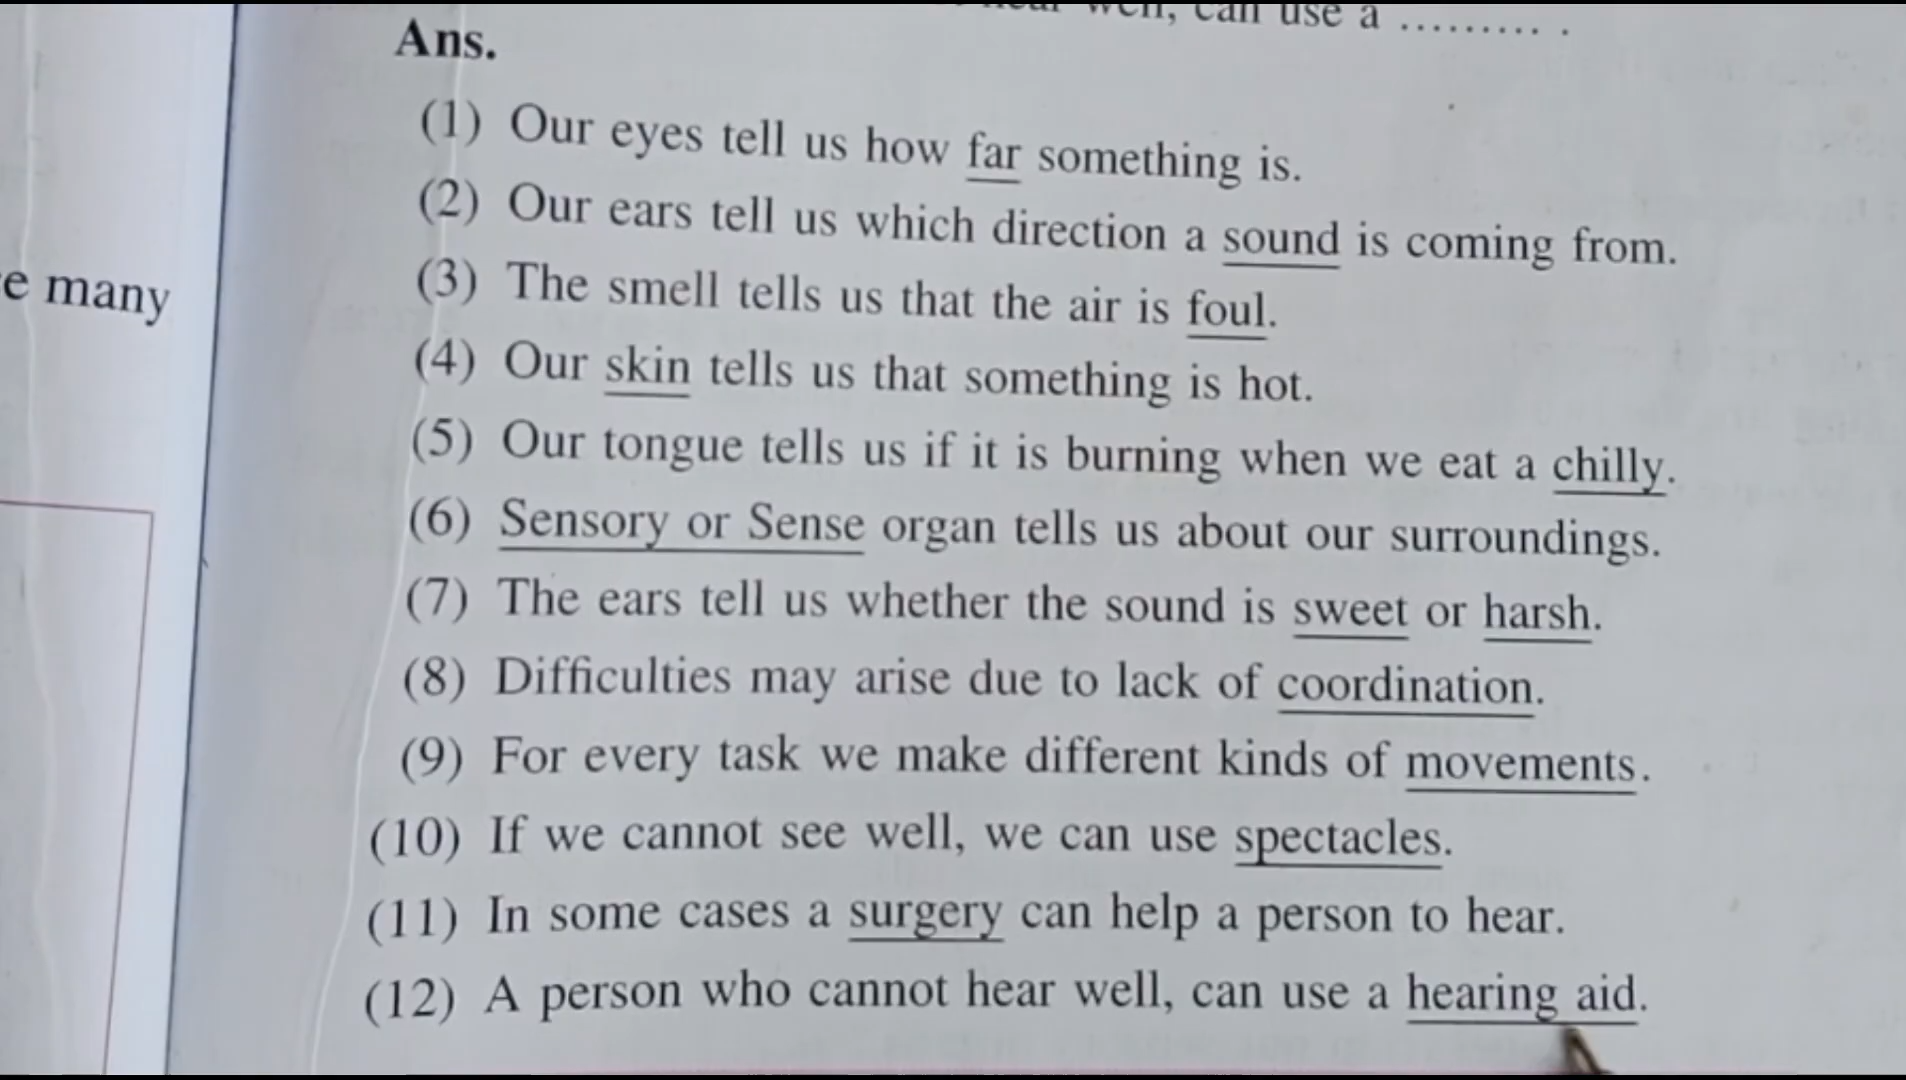 well, can use a ......... .
Ans.
(1) Our eyes tell us how far something is.
(2) Our ears tell us which direction a sound is coming from.
(3) The smell tells us that the air is foul.
e many
(4) Our skin tells us that something is hot.
(5) Our tongue tells us if it is burning when we eat a chilly.
(6) Sensory or Sense organ tells us about our surroundings.
(7) The ears tell us whether the sound is sweet or harsh.
(8) Difficulties may arise due to lack of coordination.
(9) For every task we make different kinds of movements.
(10) If we cannot see well, we can use spectacles.
(11) In some cases a surgery can help a person to hear.
(12) A person who cannot hear well, can use a hearing aid.